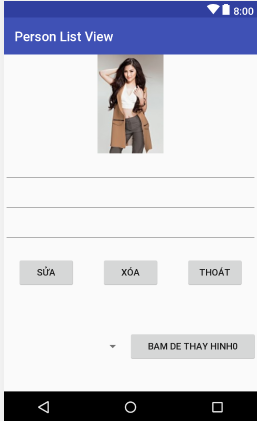 8:00
Person List View
SỬA
XÓA
THOÁT
BAM DE THAY HINH0